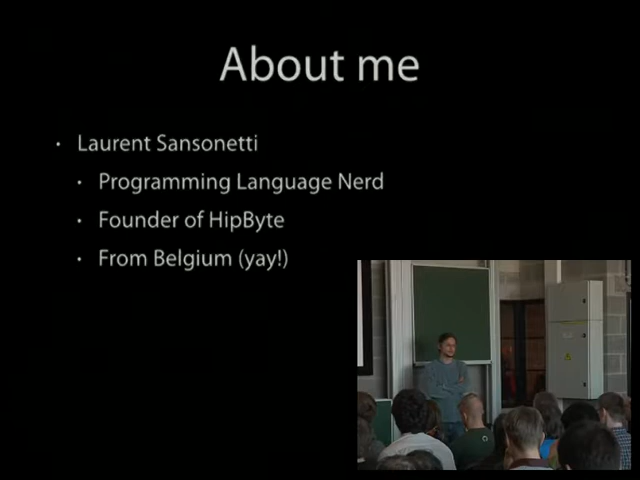 About me
• Laurent Sansonetti
• Programming Language Nerd
• Founder of HipByte
• From Belgium (yay!)